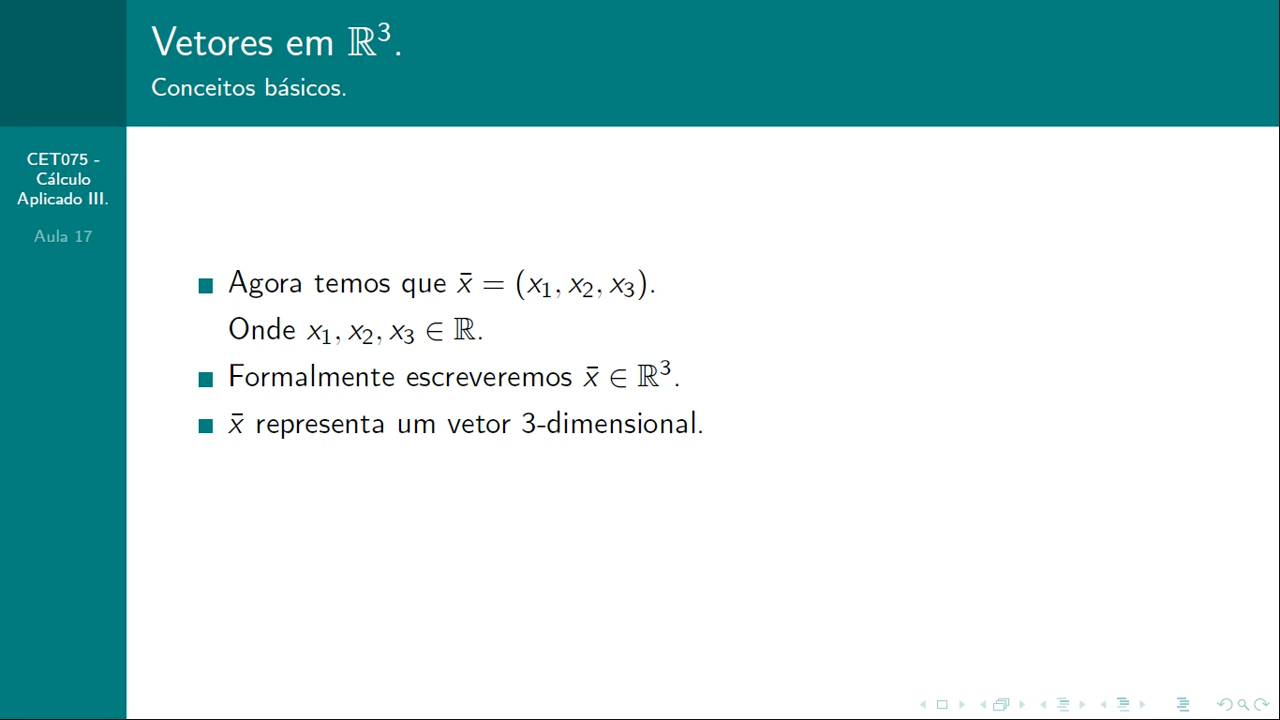 Vetores em ℝ³.
Conceitos básicos.
CET075 -
Cálculo
Aplicado III.
Aula 17
Agora temos que x̄ = (x₁, x₂, x₃).
Onde x₁, x₂, x₃ ∈ ℝ.
Formalmente escreveremos x̄ ∈ ℝ³.
x̄ representa um vetor 3-dimensional.